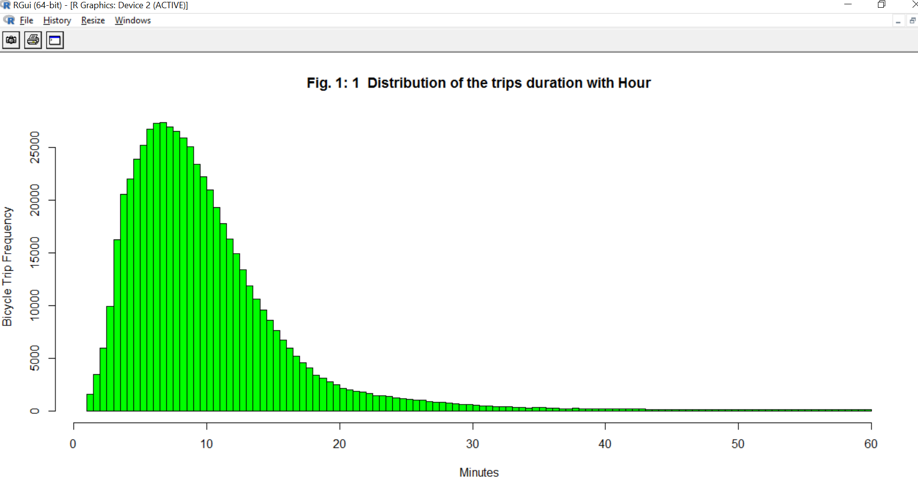 RGui (64-bit) - [R Graphics: Device 2 (ACTIVE)]
File History Resize Windows
Fig. 1: 1 Distribution of the trips duration with Hour
Bicycle Trip Frequency
25000
20000
15000
10000
5000
0
0 10 20 30 40 50 60
Minutes